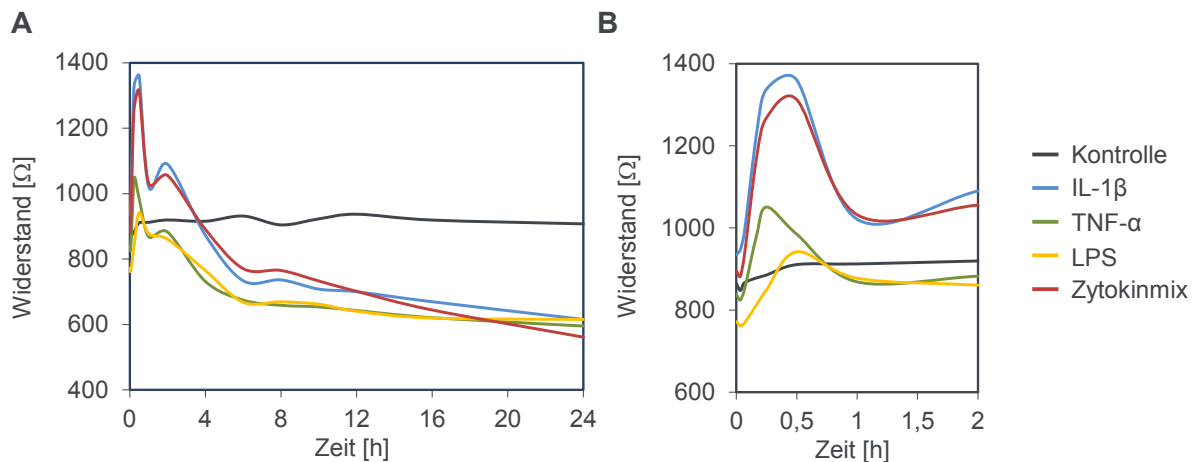 A
Widerstand [Ω]
1400
1200
1000
800
600
400
0 4 8 12 16 20 24
Zeit [h]
B
Widerstand [Ω]
1400
1200
1000
800
600
0 0,5 1 1,5 2
Zeit [h]
Kontrolle
IL-1β
TNF-α
LPS
Zytokinmix